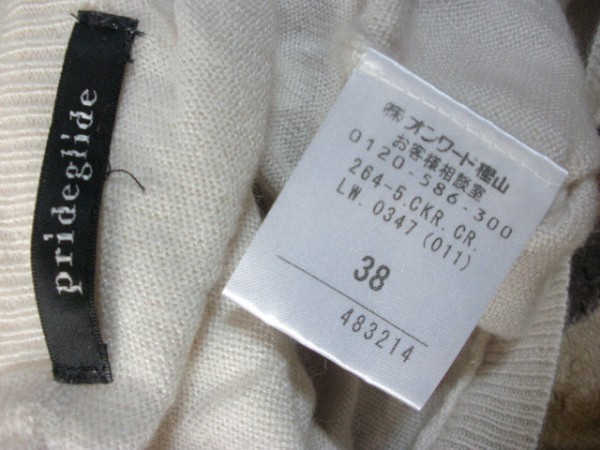 prideglide
㈱オンワード樫山
お客様相談室
0120-586-300
264-5.CKR.CR.
LW.0347(011)
38
483214